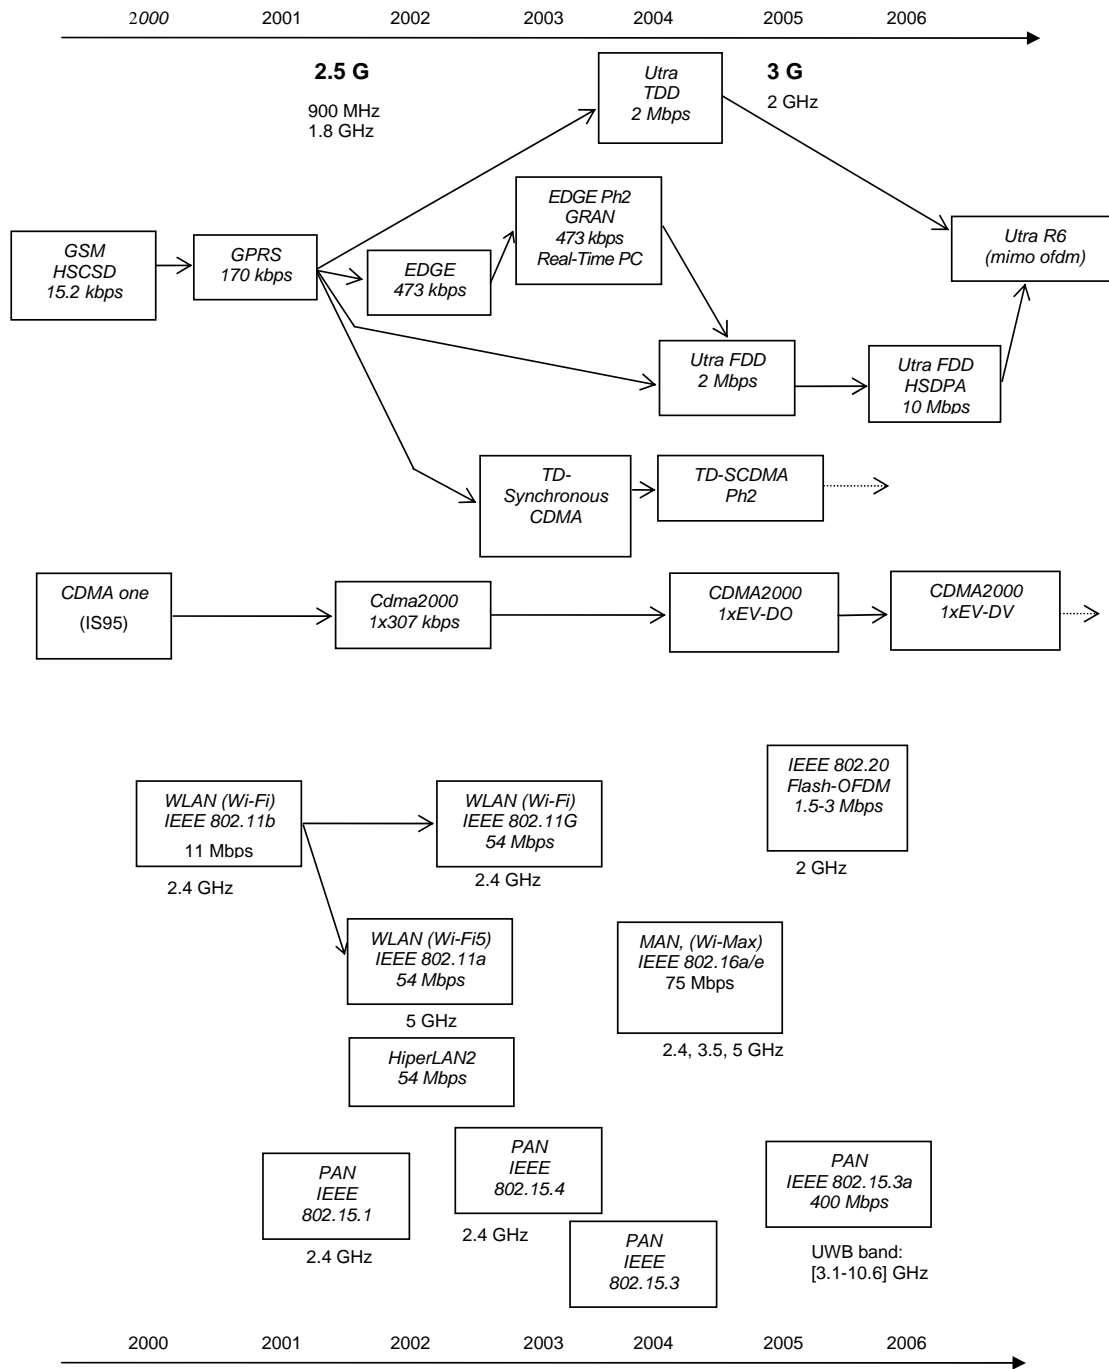 2000 2001 2002 2003 2004 2005 2006
2.5 G
900 MHz
1.8 GHz
Utra
TDD
2 Mbps
3 G
2 GHz
GSM
HSCSD
15.2 kbps
GPRS
170 kbps
EDGE
473 kbps
EDGE Ph2
GRAN
473 kbps
Real-Time PC
Utra R6
(mimo ofdm)
Utra FDD
2 Mbps
Utra FDD
HSDPA
10 Mbps
TD-
Synchronous
CDMA
TD-SCDMA
Ph2
CDMA one
(IS95)
Cdma2000
1x307 kbps
CDMA2000
1xEV-DO
CDMA2000
1xEV-DV
WLAN (Wi-Fi)
IEEE 802.11b
11 Mbps
2.4 GHz
WLAN (Wi-Fi)
IEEE 802.11G
54 Mbps
2.4 GHz
IEEE 802.20
Flash-OFDM
1.5-3 Mbps
2 GHz
WLAN (Wi-Fi5)
IEEE 802.11a
54 Mbps
5 GHz
MAN, (Wi-Max)
IEEE 802.16a/e
75 Mbps
2.4, 3.5, 5 GHz
HiperLAN2
54 Mbps
PAN
IEEE
802.15.1
2.4 GHz
PAN
IEEE
802.15.4
2.4 GHz
PAN
IEEE
802.15.3
PAN
IEEE 802.15.3a
400 Mbps
UWB band:
[3.1-10.6] GHz
2000 2001 2002 2003 2004 2005 2006